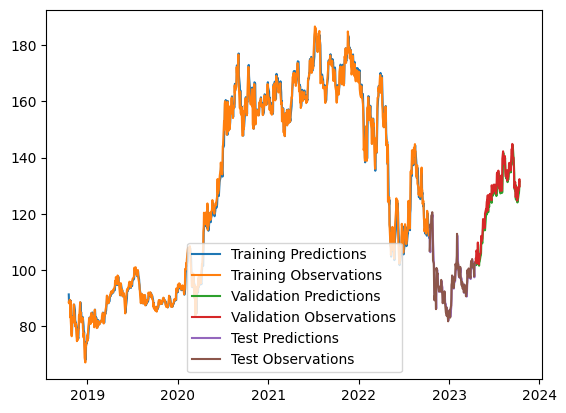 180
160
140
120
100
80
Training Predictions
Training Observations
Validation Predictions
Validation Observations
Test Predictions
Test Observations
2019 2020 2021 2022 2023 2024